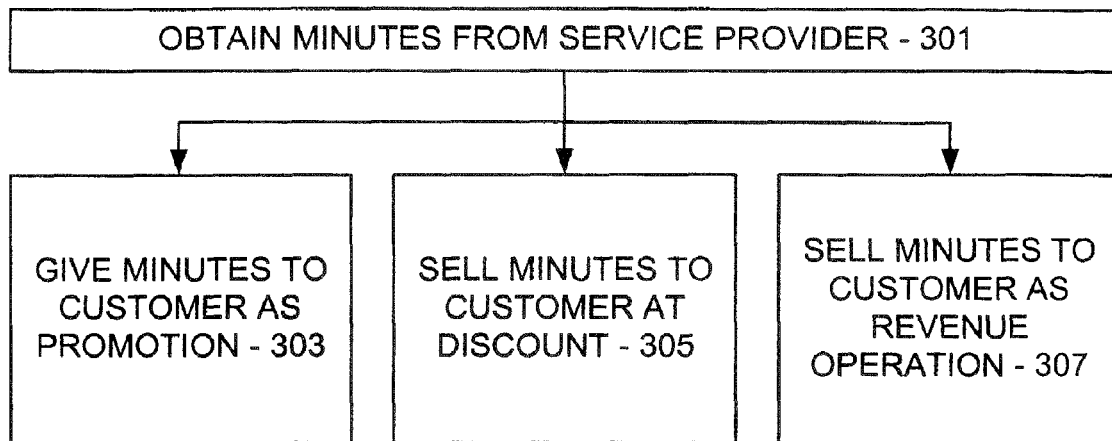 OBTAIN MINUTES FROM SERVICE PROVIDER - 301
GIVE MINUTES TO
CUSTOMER AS
PROMOTION - 303
SELL MINUTES TO
CUSTOMER AT
DISCOUNT - 305
SELL MINUTES TO
CUSTOMER AS
REVENUE
OPERATION - 307